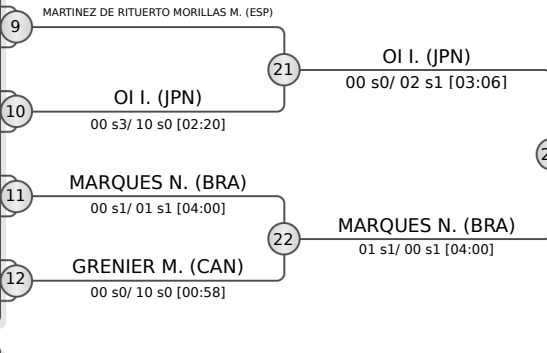 9
MARTINEZ DE RITUERTO MORILLAS M. (ESP)
21
OI I. (JPN)
00 s0/ 02 s1 [03:06]
10
OI I. (JPN)
00 s3/ 10 s0 [02:20]
11
MARQUES N. (BRA)
00 s1/ 01 s1 [04:00]
22
MARQUES N. (BRA)
01 s1/ 00 s1 [04:00]
12
GRENIER M. (CAN)
00 s0/ 10 s0 [00:58]